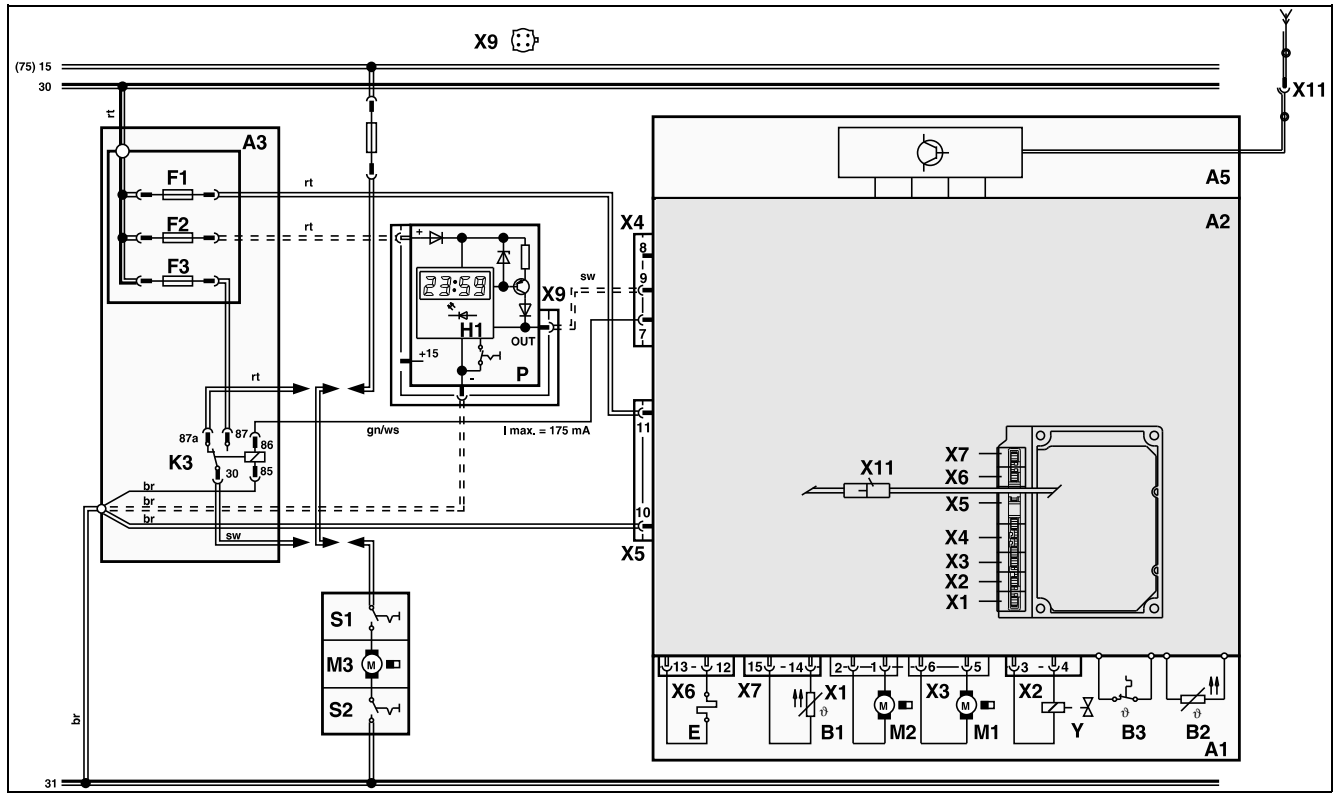 X9
(75) 15
30
X11
rt
A3
A5
F1
rt
X4
A2
F2
rt
+
8
F3
23:59
X9
9
sw
H1
OUT
7
+15
-
P
rt
87a
87
86
gn/ws
I max. = 175 mA
11
K3
30
85
X11
X7
X6
X5
br
br
br
10
X4
sw
X5
X3
X2
X1
S1
M3
M
S2
13 - 12
15 - 14
2 - 1
6 5
3 - 4
X6
X7
X1
X3
X2
br
M
M
E
ϑ
B1
M2
M1
Y
ϑ
B3
ϑ
B2
A1
31